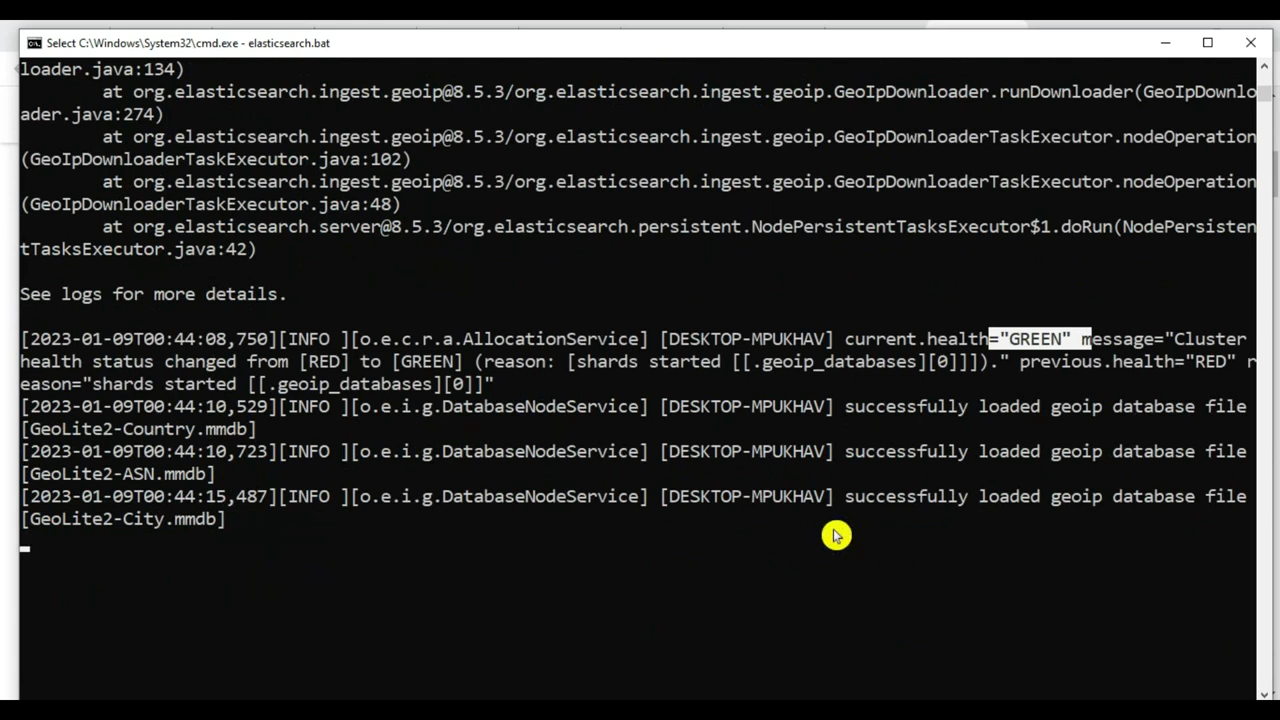 Select C:\Windows\System32\cmd.exe - elasticsearch.bat
loader.java:134)
at org.elasticsearch.ingest.geoip@8.5.3/org.elasticsearch.ingest.geoip.GeoIpDownloader.runDownloader(GeoIpDownlo
ader.java:274)
at org.elasticsearch.ingest.geoip@8.5.3/org.elasticsearch.ingest.geoip.GeoIpDownloaderTaskExecutor.nodeOperation
(GeoIpDownloaderTaskExecutor.java:102)
at org.elasticsearch.ingest.geoip@8.5.3/org.elasticsearch.ingest.geoip.GeoIpDownloaderTaskExecutor.nodeOperation
(GeoIpDownloaderTaskExecutor.java:48)
at org.elasticsearch.server@8.5.3/org.elasticsearch.persistent.NodePersistentTasksExecutor$1.doRun(NodePersisten
tTasksExecutor.java:42)
See logs for more details.
[2023-01-09T00:44:08,750][INFO ][o.e.c.r.a.AllocationService] [DESKTOP-MPUKHAV] current.health="GREEN" message="Cluster
health status changed from [RED] to [GREEN] (reason: [shards started [[.geoip_databases][0]]])." previous.health="RED" r
eason="shards started [[.geoip_databases][0]]"
[2023-01-09T00:44:10,529][INFO ][o.e.i.g.DatabaseNodeService] [DESKTOP-MPUKHAV] successfully loaded geoip database file
[GeoLite2-Country.mmdb]
[2023-01-09T00:44:10,723][INFO ][o.e.i.g.DatabaseNodeService] [DESKTOP-MPUKHAV] successfully loaded geoip database file
[GeoLite2-ASN.mmdb]
[2023-01-09T00:44:15,487][INFO ][o.e.i.g.DatabaseNodeService] [DESKTOP-MPUKHAV] successfully loaded geoip database file
[GeoLite2-City.mmdb]